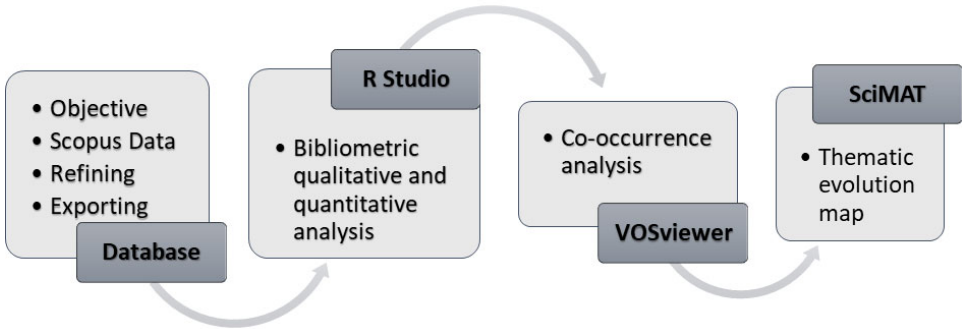 • Objective
• Scopus Data
• Refining
• Exporting
Database
R Studio
• Bibliometric
qualitative and
quantitative
analysis
• Co-occurrence
analysis
VOSviewer
SciMAT
• Thematic
evolution
map